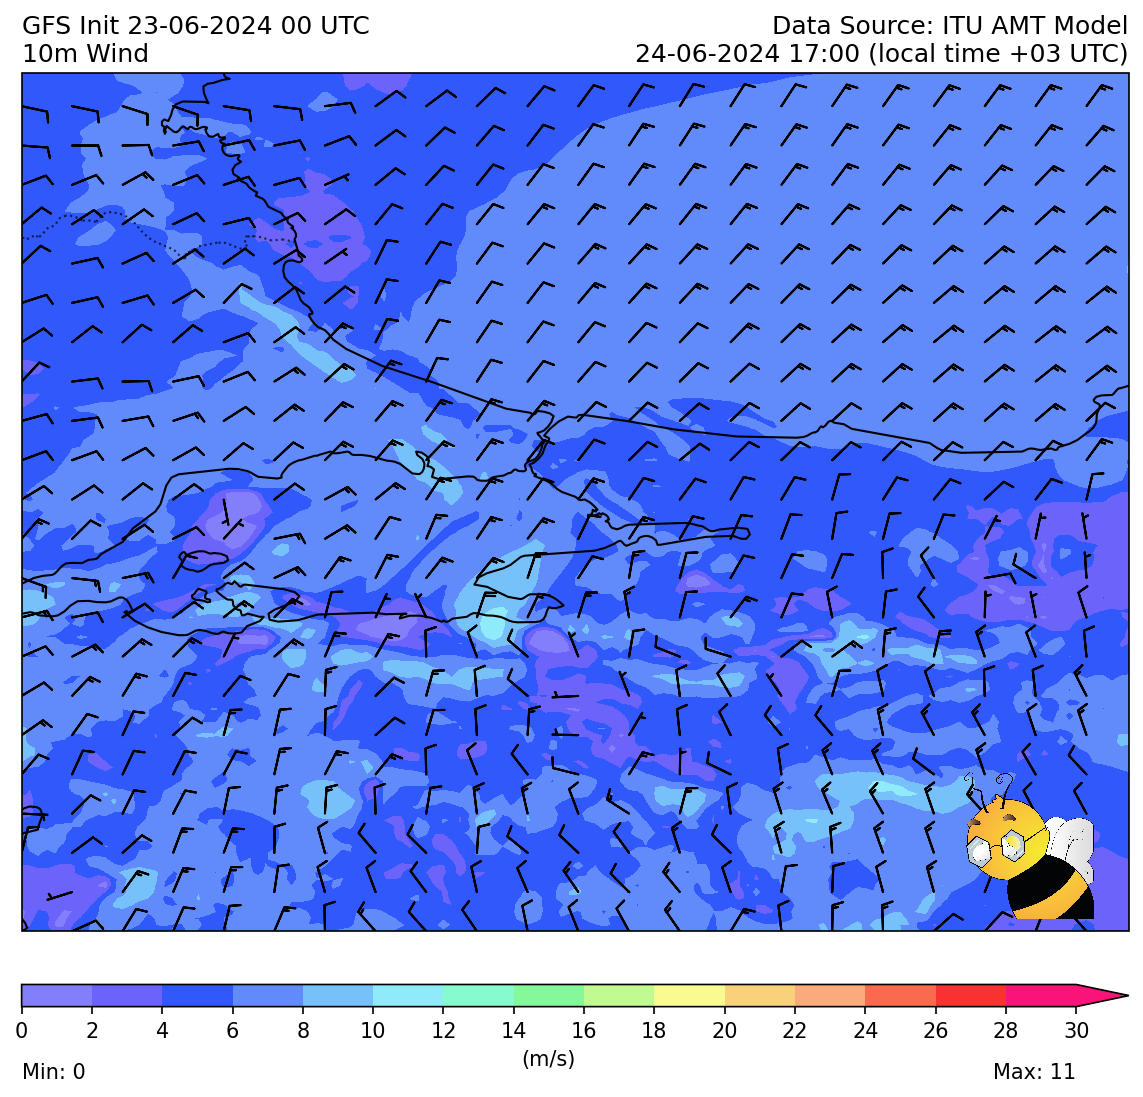 GFS Init 23-06-2024 00 UTC
Data Source: ITU AMT Model
10m Wind
24-06-2024 17:00 (local time +03 UTC)
0 2 4 6 8 10 12 14 16 18 20 22 24 26 28 30
(m/s)
Min: 0
Max: 11